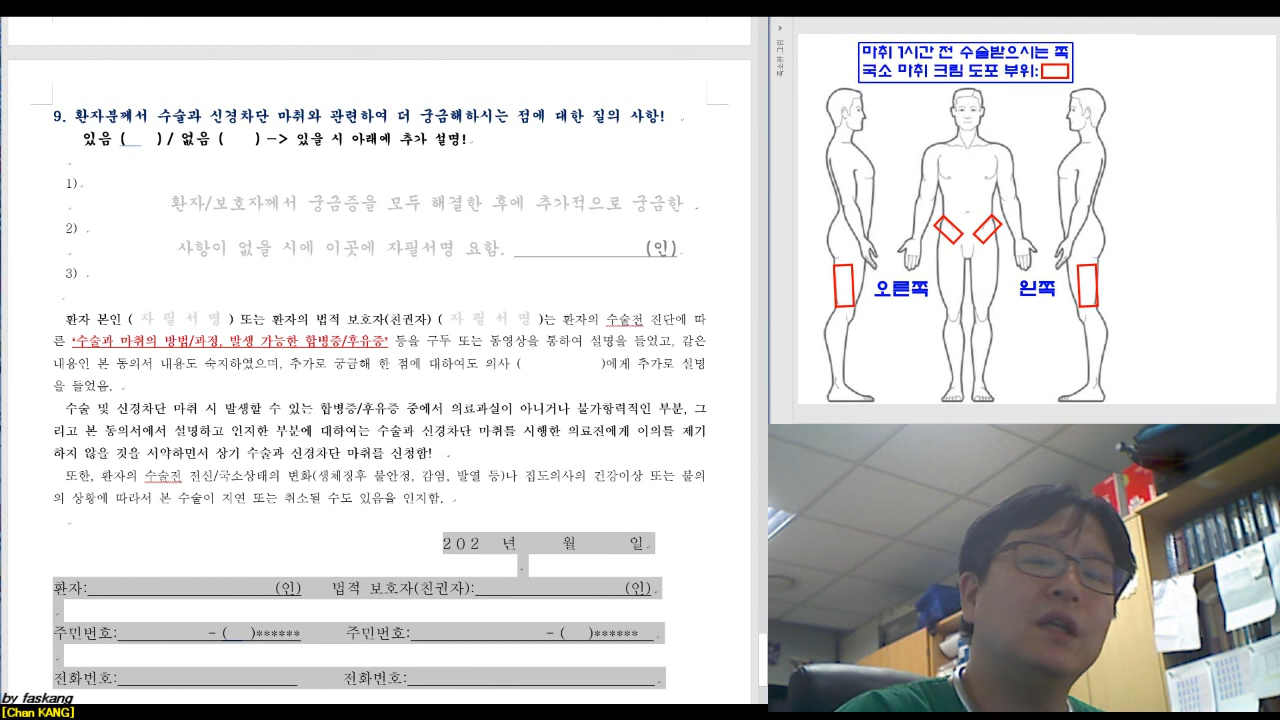 9. 환자분께서 수술과 신경차단 마취와 관련하여 더 궁금해하시는 점에 대한 질의 사항!
있음 (   ) / 없음 (   ) —> 있을 시 아래에 추가 설명!
1)
환자/보호자께서 궁금증을 모두 해결한 후에 추가적으로 궁금한
2)
사항이 없을 시에 이곳에 자필서명 요함. ____________ (인)
3)
환자 본인 ( 자 필 서 명 ) 또는 환자의 법적 보호자(친권자) ( 자 필 서 명 )는 환자의 수술전 진단에 따
른 ‘수술과 마취의 방법/과정, 발생 가능한 합병증/후유증’ 등을 구두 또는 동영상을 통하여 설명을 들었고, 같은
내용인 본 동의서 내용도 숙지하였으며, 추가로 궁금해 한 점에 대하여도 의사 (          )에게 추가로 설명
을 들었음.
수술 및 신경차단 마취 시 발생할 수 있는 합병증/후유증 중에서 의료과실이 아니거나 불가항력적인 부분, 그
리고 본 동의서에서 설명하고 인지한 부분에 대하여는 수술과 신경차단 마취를 시행한 의료진에게 이의를 제기
하지 않을 것을 서약하면서 상기 수술과 신경차단 마취를 신청함!
또한, 환자의 수술전 전신/국소상태의 변화(생체징후 불안정, 감염, 발열 등)나 집도의사의 건강이상 또는 불의
의 상황에 따라서 본 수술이 지연 또는 취소될 수도 있음을 인지함.
202  년    월    일
환자:____________________(인)    법적 보호자(친권자):________________(인)
주민번호:__________ - (   )******    주민번호:______________ - (   )******
전화번호:____________________    전화번호:____________________________
by faskang
[Chan KANG]
마취 1시간 전 수술받으시는 쪽
국소 마취 크림 도포 부위:
오른쪽
왼쪽